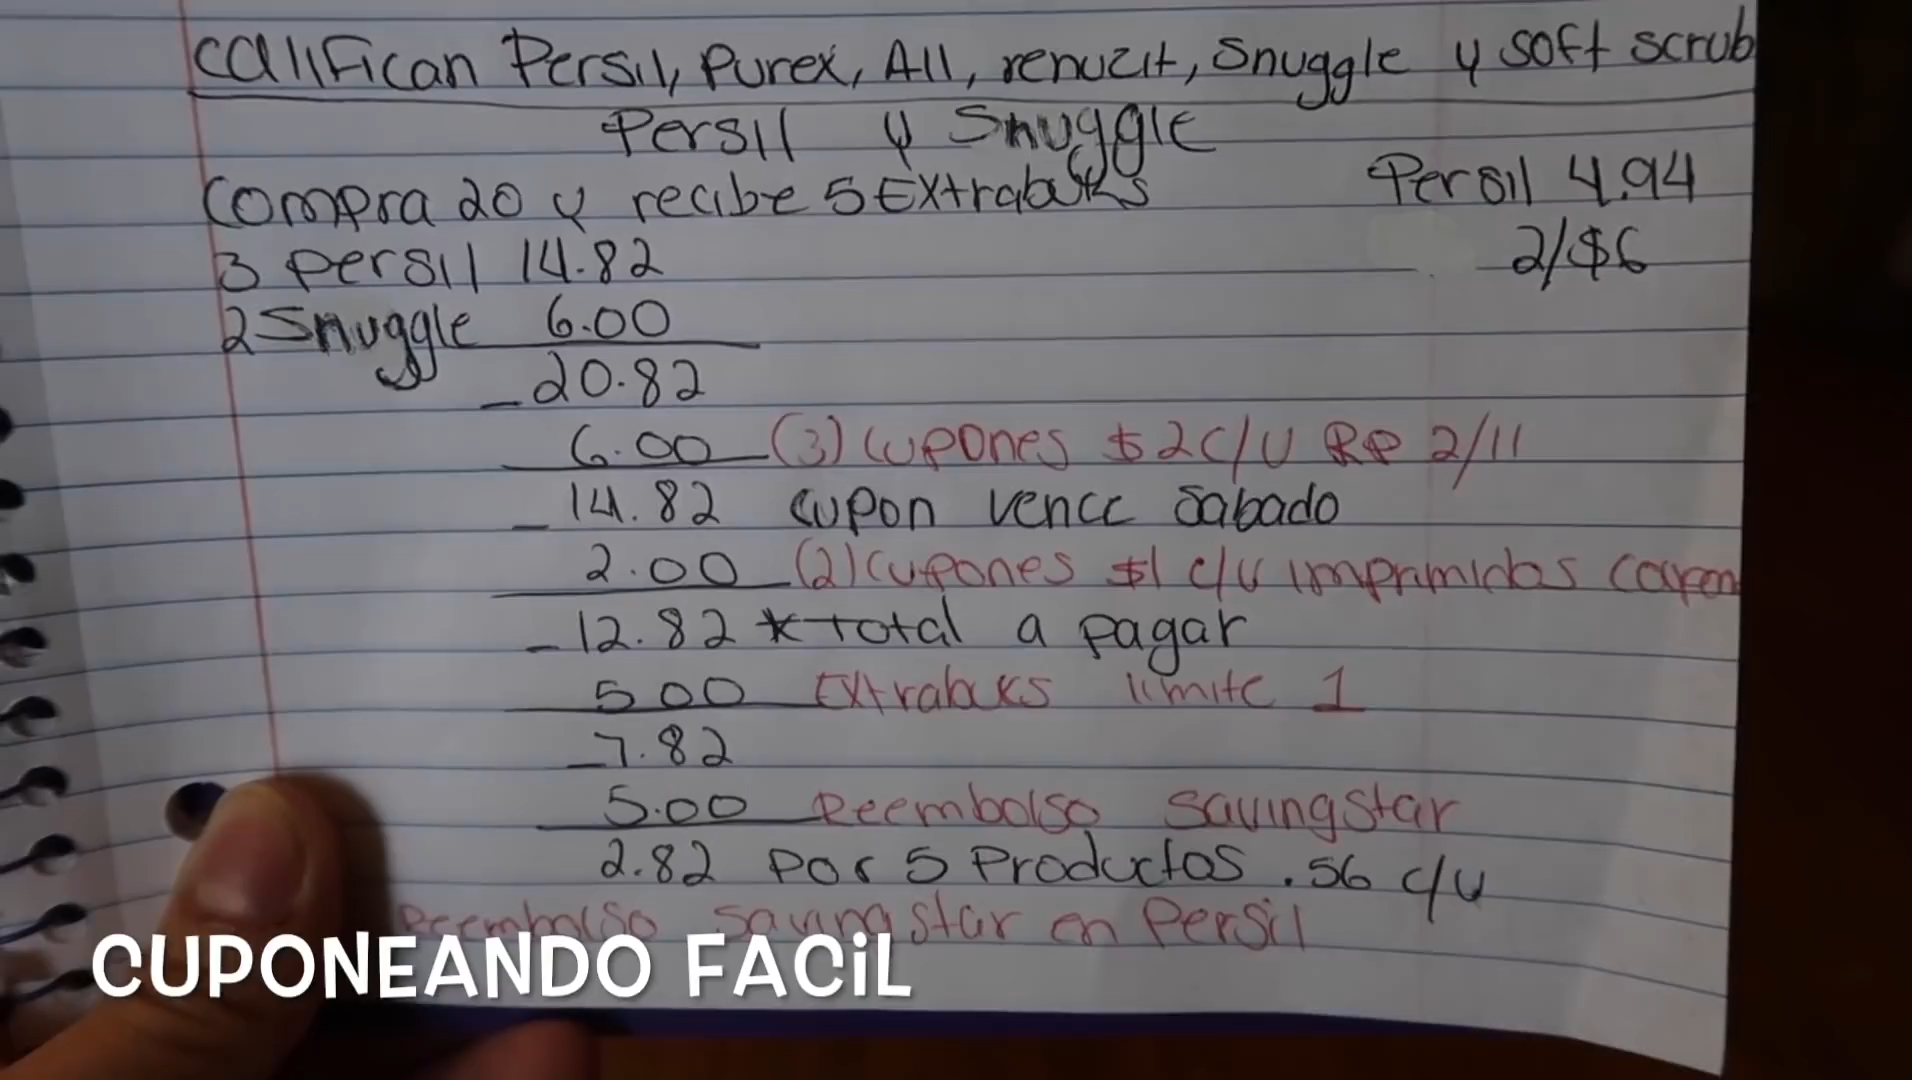 Califican Persil, Purex, All, renuzit, Snuggle y soft scrub
Persil y Snuggle
Compra 20 y recibe 5 Extrabuks
Persil 4.94
2/$6
3 Persil 14.82
2 Snuggle 6.00
20.82
6.00 (3) cupones $2 c/u RP 2/11
14.82 cupon vence sabado
2.00 (2) cupones $1 c/u imprimidos coupon
12.82 *total a pagar
5 00 Extrabuks limite 1
7.82
5.00 Reembolso savingstar
2.82 por 5 productos .56 c/u
Reembolso savingstar en Persil
CUPONEANDO FACiL